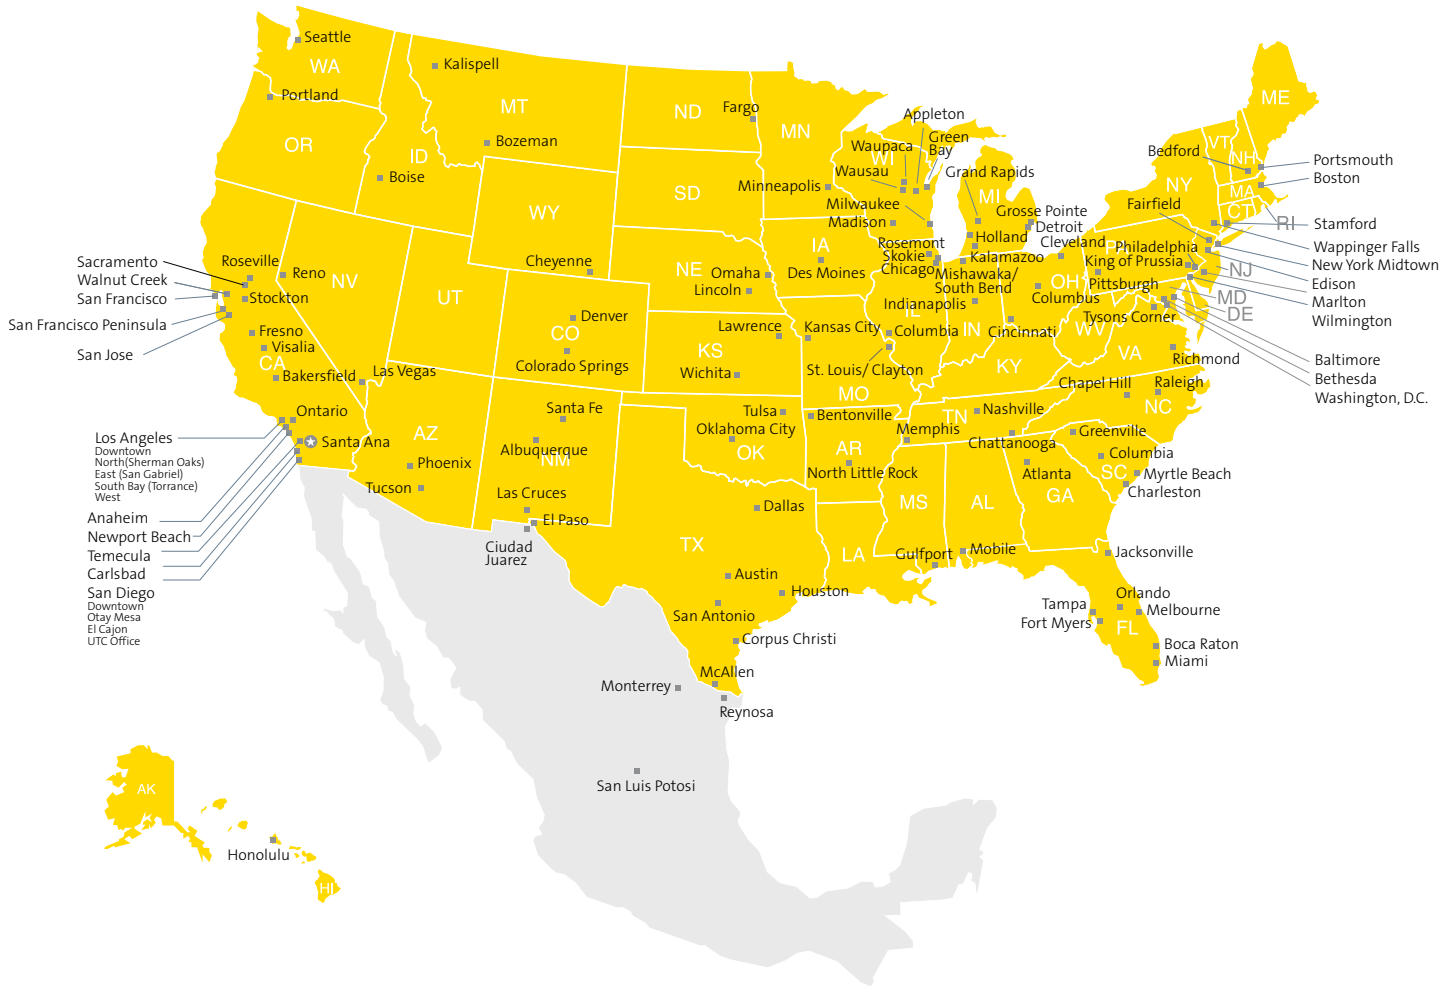 Seattle
WA
Portland
OR
ID
Boise
Kalispell
MT
Bozeman
WY
Cheyenne
ND
Fargo
SD
MN
Minneapolis
NE
Omaha
Lincoln
IA
Des Moines
WI
Appleton
Green
Bay
Waupaca
Wausau
Milwaukee
Madison
Grand Rapids
MI
Grosse Pointe
Detroit
Holland
Kalamazoo
Cleveland
Rosemont
Skokie
Chicago
Mishawaka/
South Bend
Indianapolis
IL
IN
OH
Columbus
Cincinnati
ME
VT
NH
Bedford
Portsmouth
Boston
MA
NY
CT
RI
Fairfield
Stamford
Wappinger Falls
New York Midtown
Edison
Marlton
Wilmington
PA
Philadelphia
King of Prussia
Pittsburgh
NJ
MD
DE
Tysons Corner
Baltimore
Bethesda
Washington, D.C.
WV
VA
Richmond
Sacramento
Walnut Creek
San Francisco
San Francisco Peninsula
San Jose
Roseville
Reno
Stockton
Fresno
Visalia
CA
Bakersfield
NV
Las Vegas
UT
CO
Denver
Colorado Springs
KS
Lawrence
Wichita
Kansas City
Columbia
St. Louis/ Clayton
MO
KY
Ontario
Santa Ana
Los Angeles
Downtown
North(Sherman Oaks)
East (San Gabriel)
South Bay (Torrance)
West
Anaheim
Newport Beach
Temecula
Carlsbad
San Diego
Downtown
Otay Mesa
El Cajon
UTC Office
AZ
Phoenix
Tucson
Santa Fe
Albuquerque
NM
Las Cruces
El Paso
Ciudad
Juarez
Tulsa
Oklahoma City
OK
Bentonville
AR
North Little Rock
Memphis
TN
Nashville
Chattanooga
Chapel Hill
Raleigh
NC
Greenville
Columbia
SC
Myrtle Beach
Charleston
Atlanta
GA
AL
MS
LA
Gulfport
Mobile
Jacksonville
Orlando
Tampa
Melbourne
Fort Myers
FL
Boca Raton
Miami
TX
Dallas
Austin
Houston
San Antonio
Corpus Christi
McAllen
Monterrey
Reynosa
San Luis Potosi
AK
Honolulu
HI